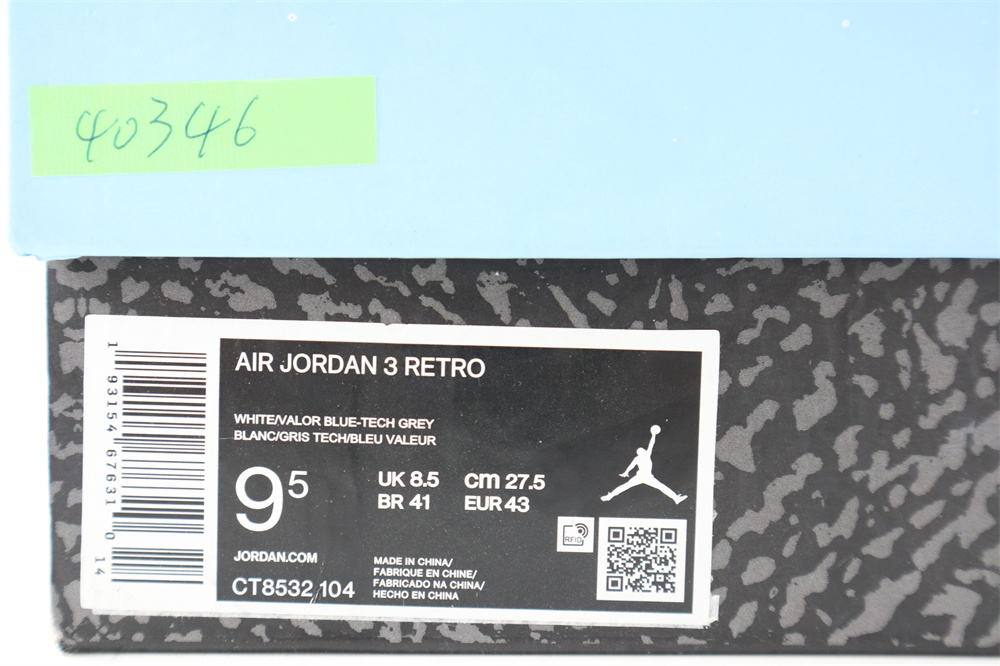 40346
AIR JORDAN 3 RETRO
WHITE/VALOR BLUE-TECH GREY
BLANC/GRIS TECH/BLEU VALEUR
9 5
UK 8.5 cm 27.5
BR 41 EUR 43
RFID
JORDAN.COM
CT8532 104
MADE IN CHINA/
FABRIQUE EN CHINE/
FABRICADO NA CHINA/
HECHO EN CHINA
1 93154 67631 0 14